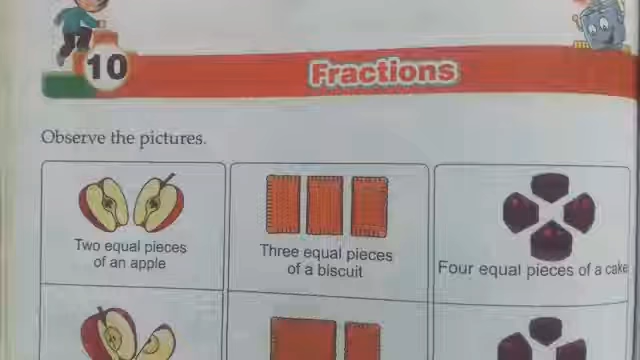 10
Fractions
Observe the pictures.
Two equal pieces
of an apple
Three equal pieces
of a biscuit
Four equal pieces of a cake